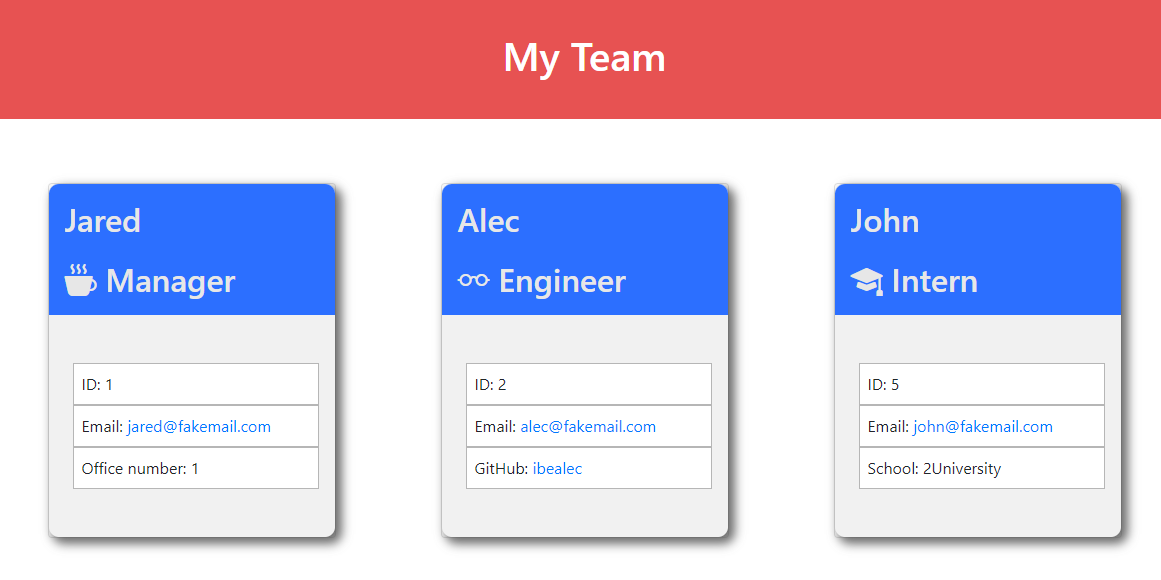 My Team
Jared
Manager
ID: 1
Email: jared@fakemail.com
Office number: 1
Alec
Engineer
ID: 2
Email: alec@fakemail.com
GitHub: ibealec
John
Intern
ID: 5
Email: john@fakemail.com
School: 2University